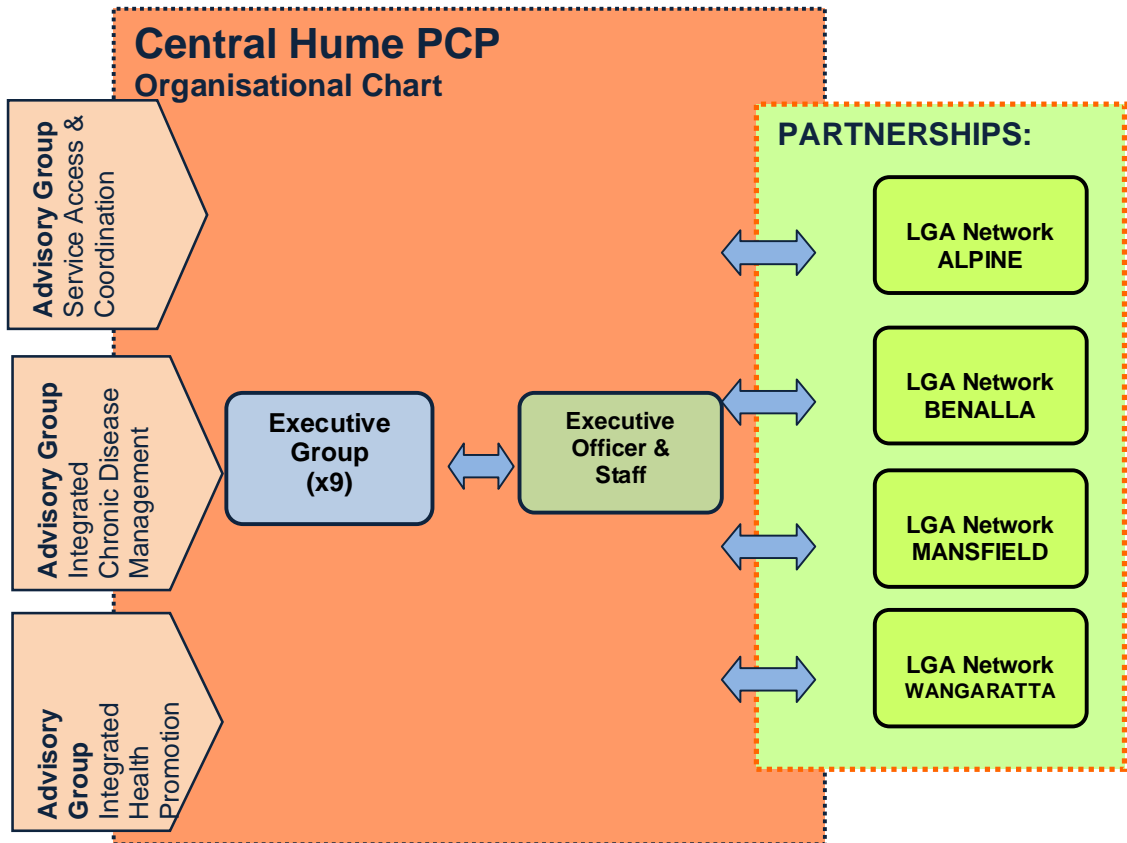 Central Hume PCP
Organisational Chart
Advisory Group
Service Access &
Coordination
Advisory Group
Integrated
Chronic Disease
Management
Advisory
Group
Integrated
Health
Promotion
Executive
Group
(x9)
Executive
Officer &
Staff
PARTNERSHIPS:
LGA Network
ALPINE
LGA Network
BENALLA
LGA Network
MANSFIELD
LGA Network
WANGARATTA